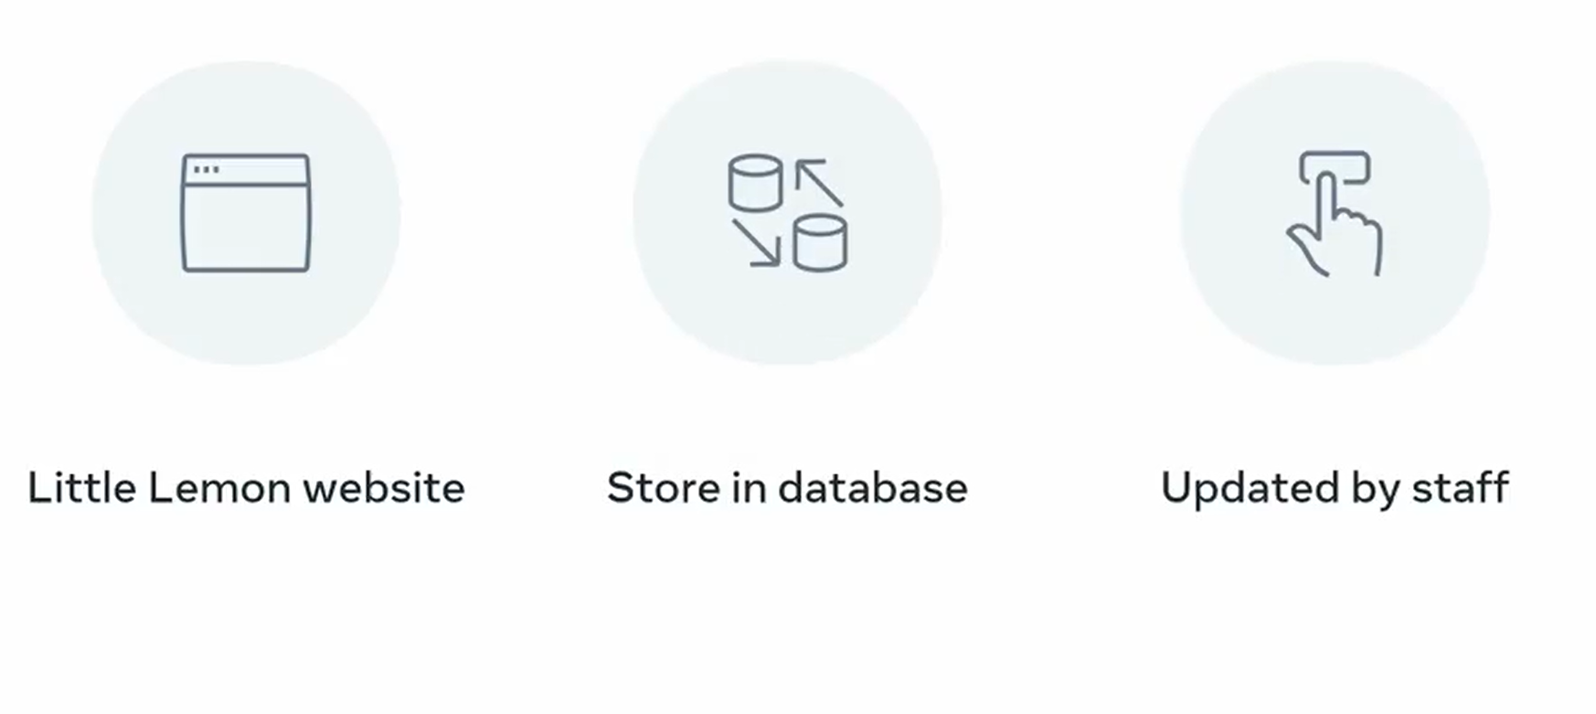 Little Lemon website
Store in database
Updated by staff